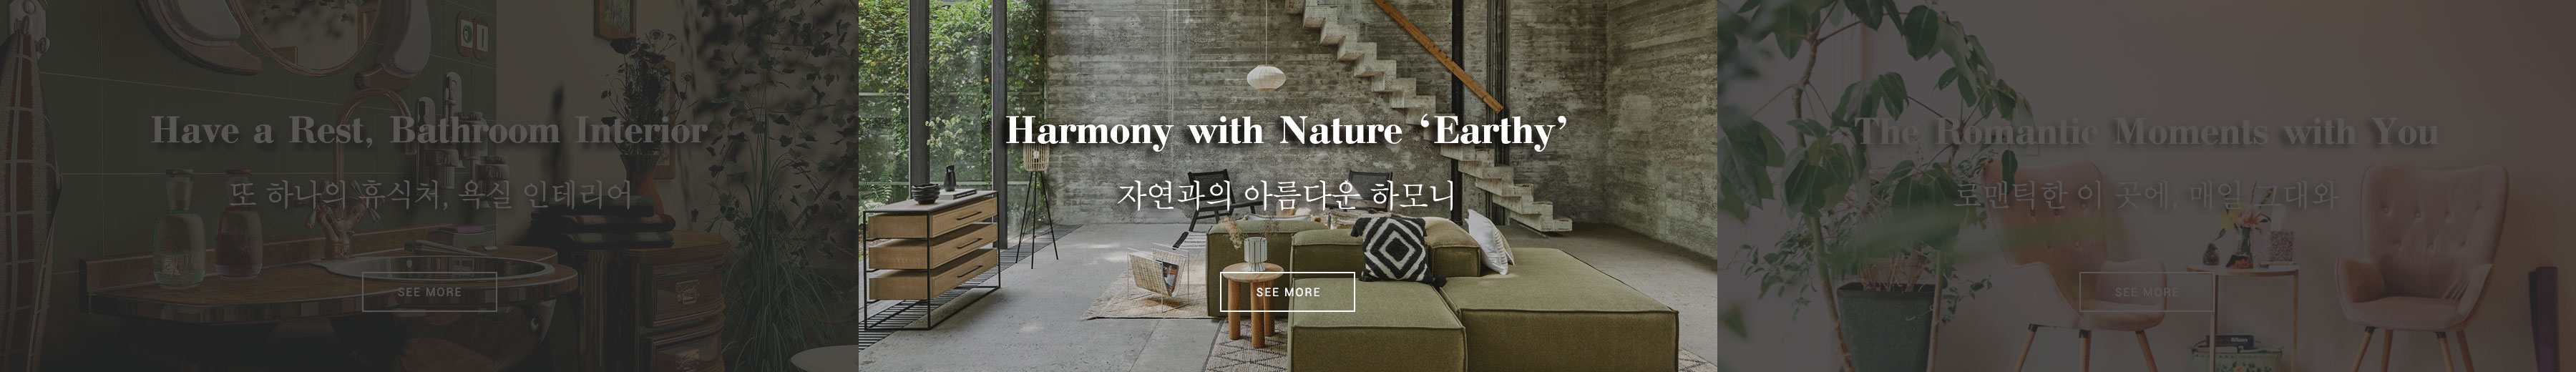 Have a Rest, Bathroom Interior
또 하나의 휴식처, 욕실 인테리어
SEE MORE
Harmony with Nature ‘Earthy’
자연과의 아름다운 하모니
SEE MORE
The Romantic Moments with You
로맨틱한 이 곳에, 매일 그대와
SEE MORE